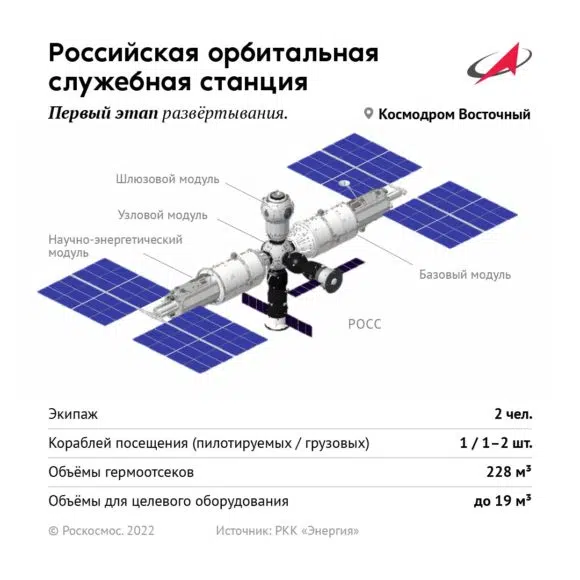 Российская орбитальная
служебная станция
Первый этап развёртывания.
Космодром Восточный
Шлюзовой модуль
Узловой модуль
Научно-энергетический
модуль
Базовый модуль
РОСС
Экипаж 2 чел.
Кораблей посещения (пилотируемых / грузовых) 1 / 1–2 шт.
Объёмы гермоотсеков 228 м³
Объёмы для целевого оборудования до 19 м³
© Роскосмос. 2022 Источник: РКК «Энергия»